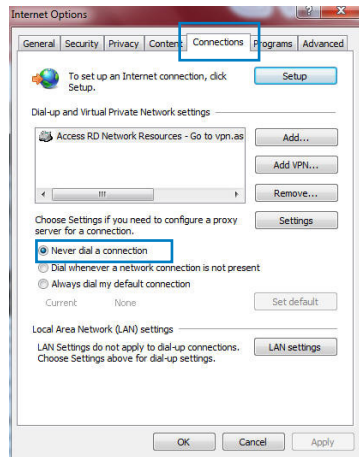 Internet Options
General Security Privacy Content Connections Programs Advanced
To set up an Internet connection, click
Setup.
Setup
Dial-up and Virtual Private Network settings
Access RD Network Resources - Go to vpn.as
Add...
Add VPN...
Remove...
Choose Settings if you need to configure a proxy
server for a connection.
Settings
Never dial a connection
Dial whenever a network connection is not present
Always dial my default connection
Current None
Set default
Local Area Network (LAN) settings
LAN Settings do not apply to dial-up connections.
Choose Settings above for dial-up settings.
LAN settings
OK Cancel Apply